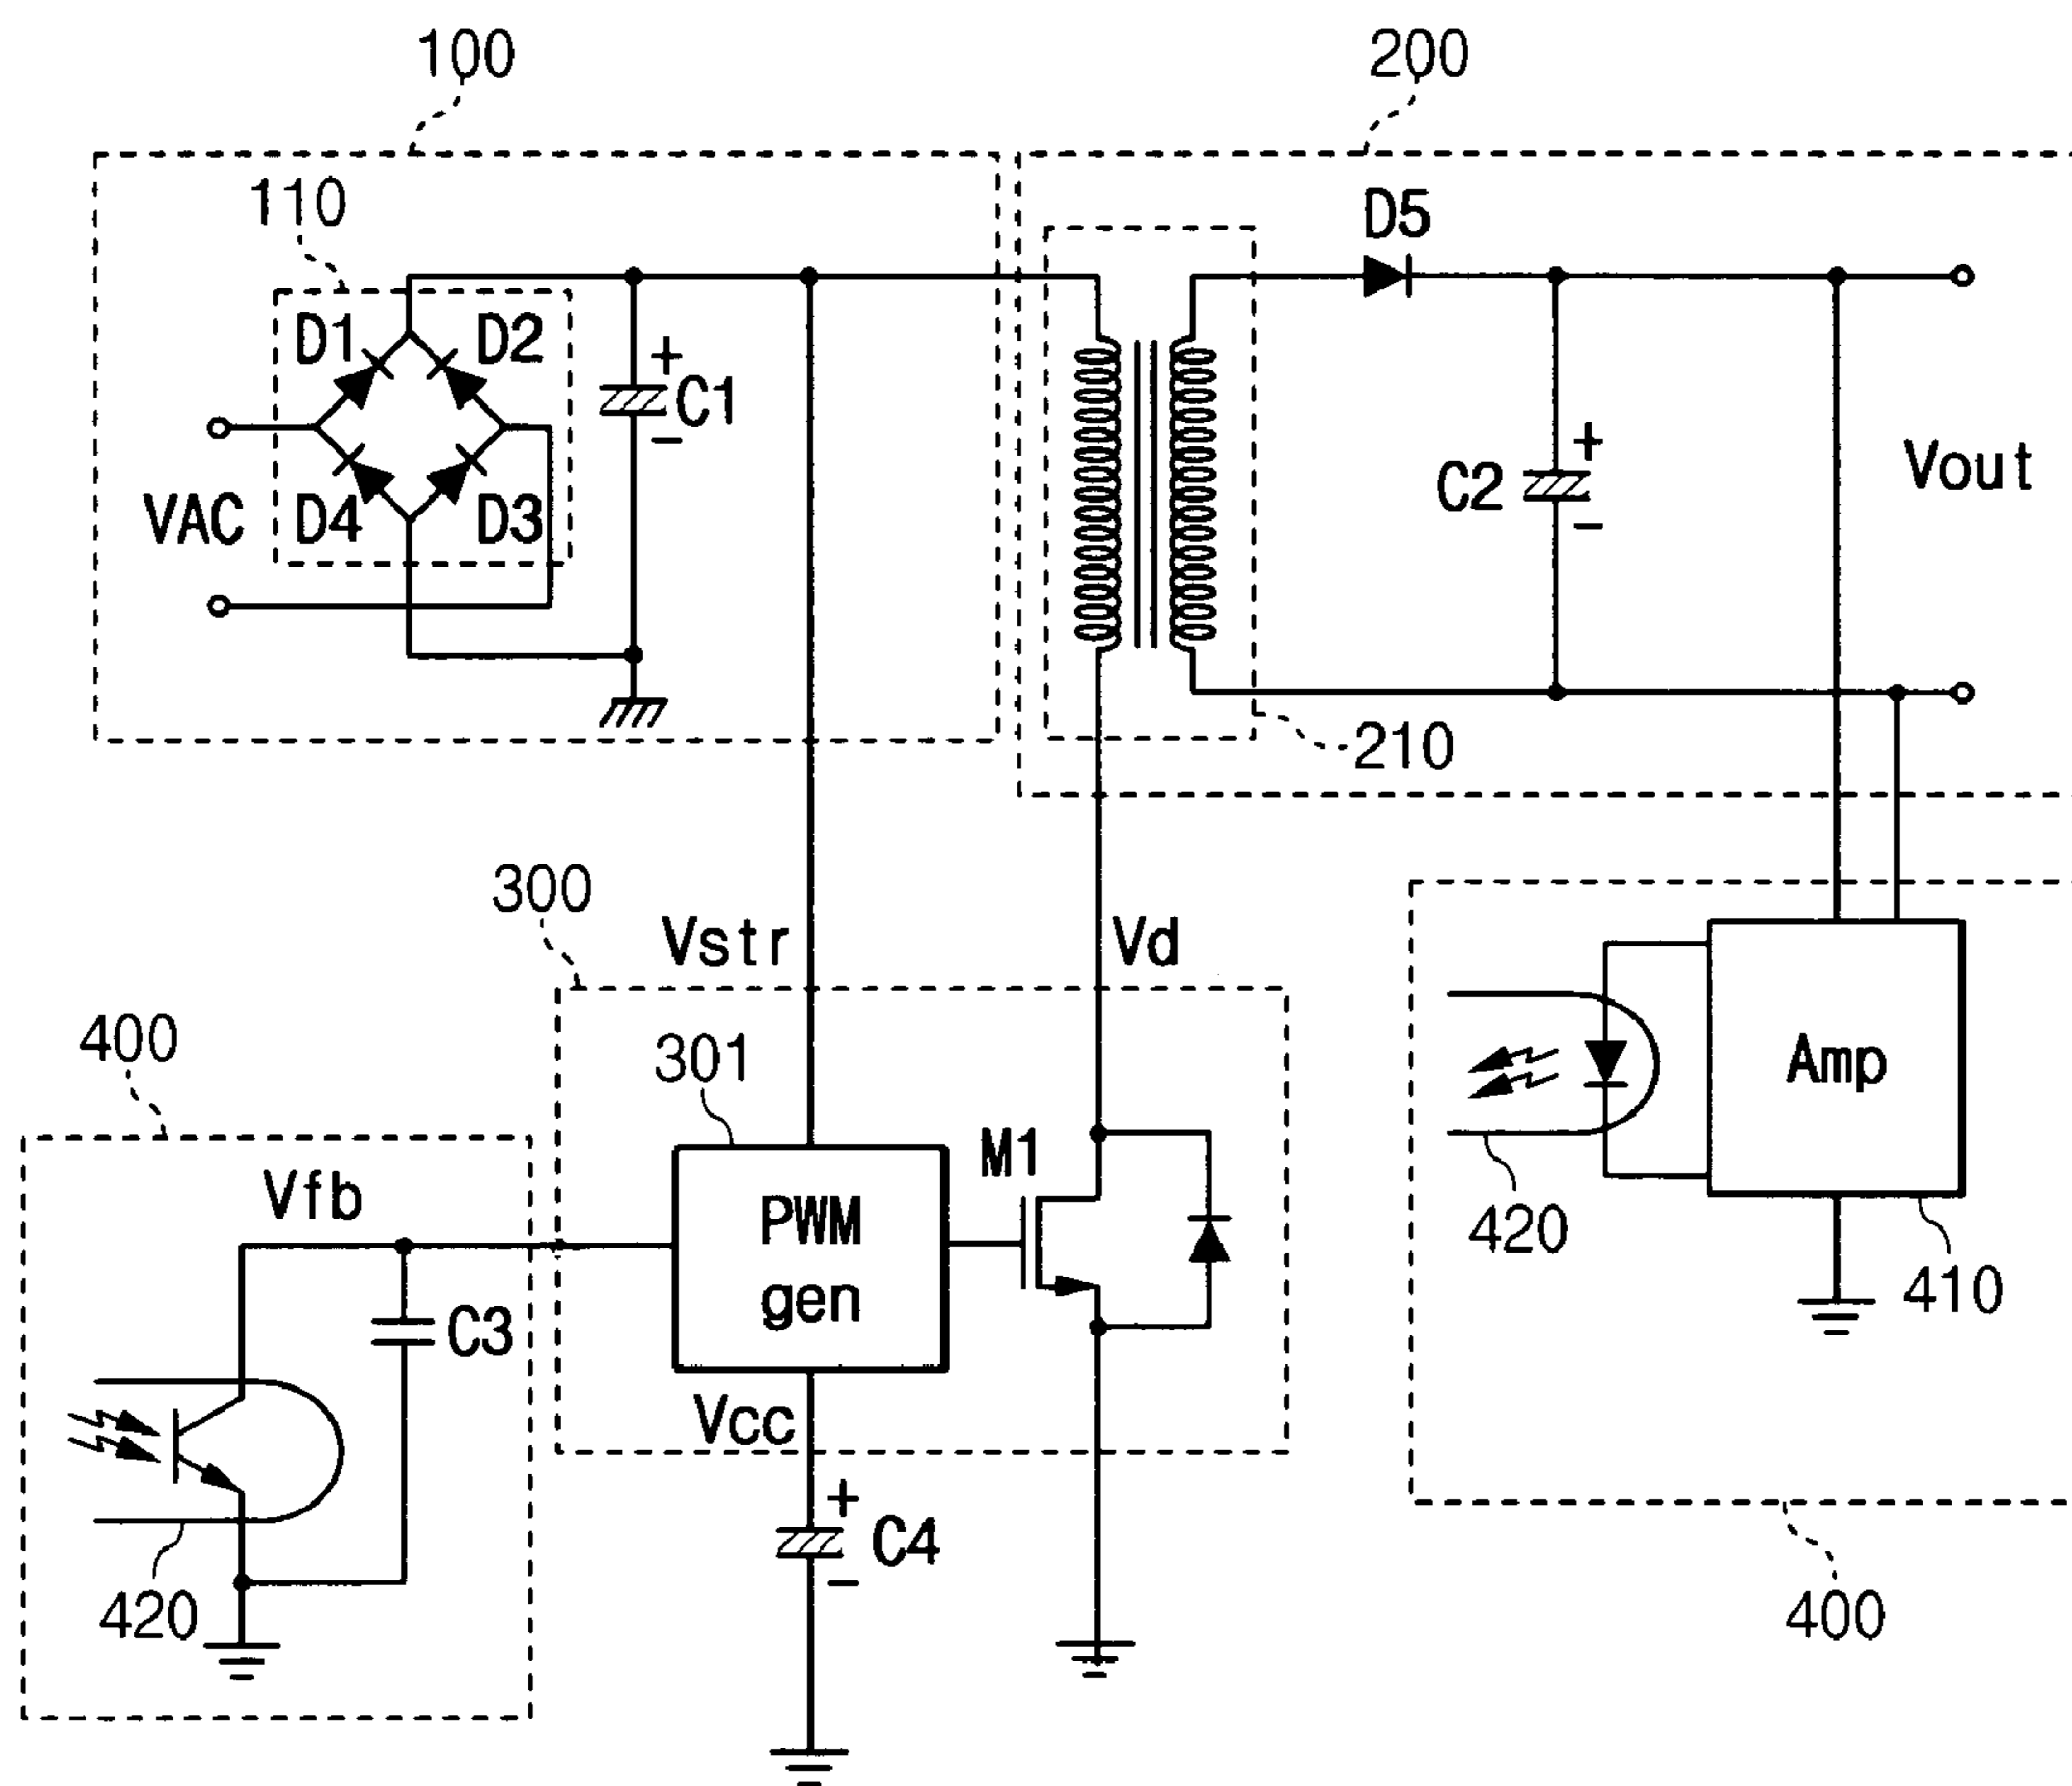 100
200
110
D5
D1
D2
+
C1
−
VAC
D4
D3
+
C2
−
Vout
210
300
Vstr
Vd
400
301
Amp
Vfb
M1
PWM
gen
420
410
C3
Vcc
+
C4
−
420
400